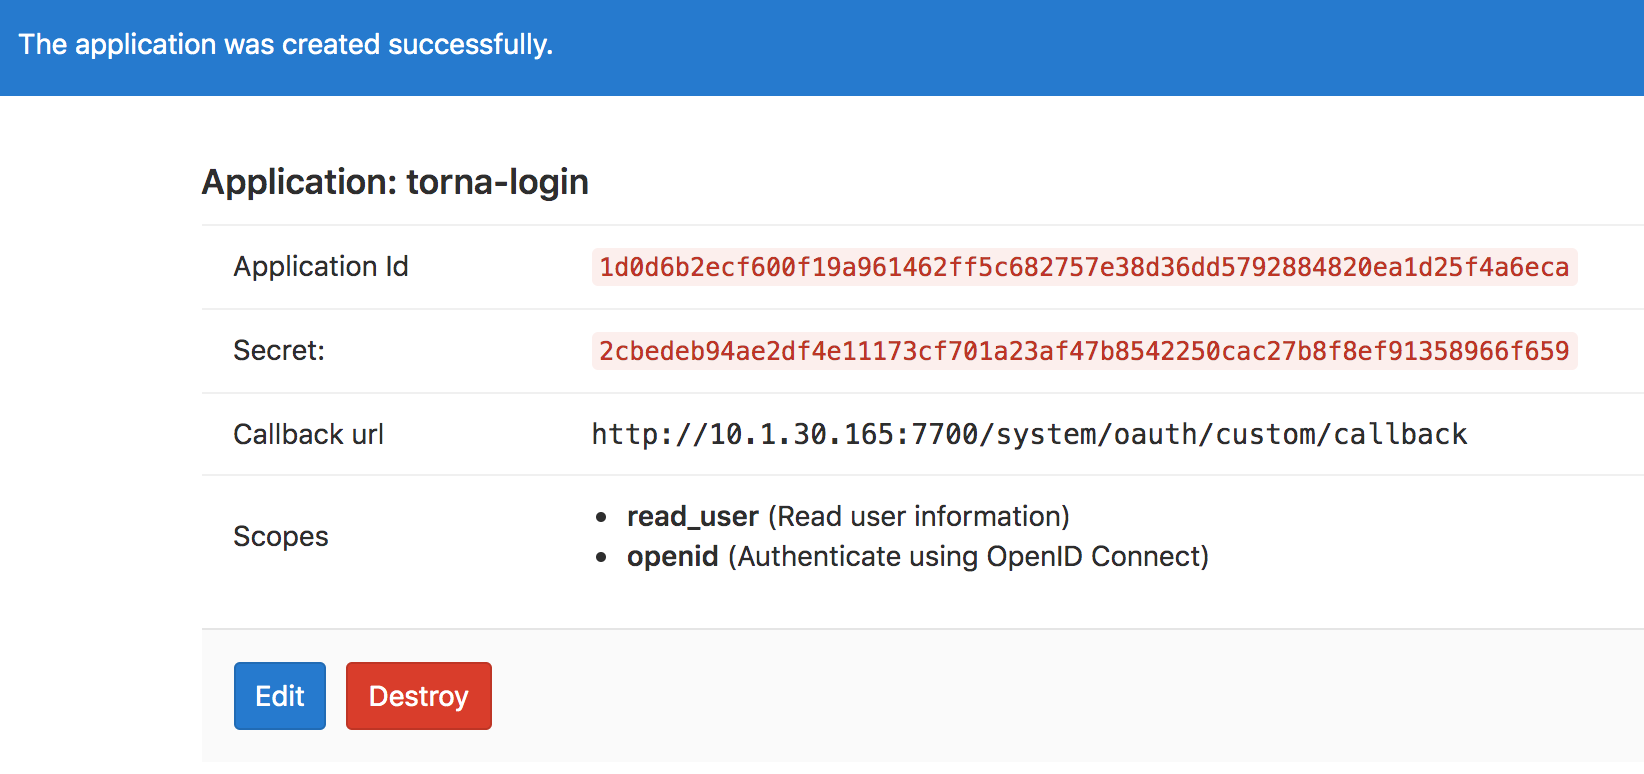 The application was created successfully.
Application: torna-login
Application Id 1d0d6b2ecf600f19a961462ff5c682757e38d36dd5792884820ea1d25f4a6eca
Secret: 2cbedeb94ae2df4e11173cf701a23af47b8542250cac27b8f8ef91358966f659
Callback url http://10.1.30.165:7700/system/oauth/custom/callback
Scopes
• read_user (Read user information)
• openid (Authenticate using OpenID Connect)
Edit Destroy